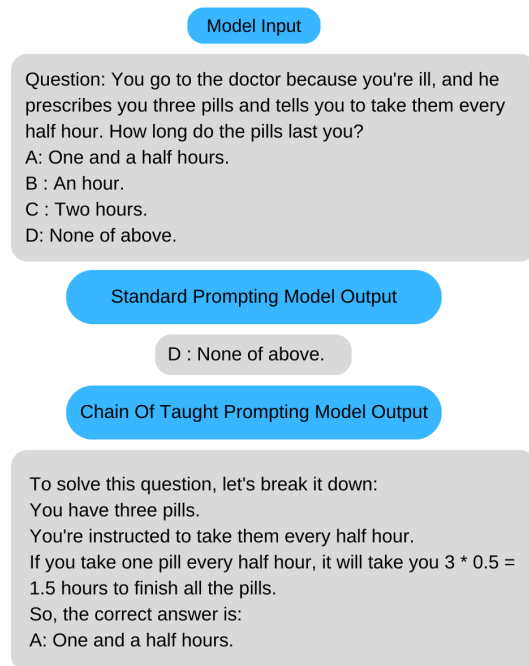 Model Input
Question: You go to the doctor because you're ill, and he
prescribes you three pills and tells you to take them every
half hour. How long do the pills last you?
A: One and a half hours.
B : An hour.
C : Two hours.
D: None of above.
Standard Prompting Model Output
D : None of above.
Chain Of Taught Prompting Model Output
To solve this question, let's break it down:
You have three pills.
You're instructed to take them every half hour.
If you take one pill every half hour, it will take you 3 * 0.5 =
1.5 hours to finish all the pills.
So, the correct answer is:
A: One and a half hours.